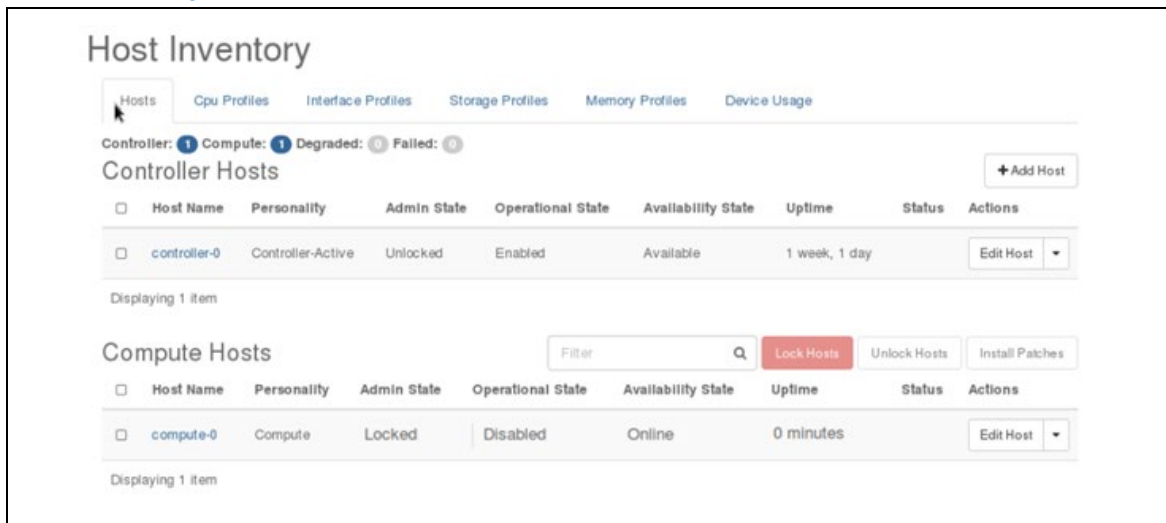 Host Inventory
Hosts Cpu Profiles Interface Profiles Storage Profiles Memory Profiles Device Usage
Controller: 1 Compute: 1 Degraded: 0 Failed: 0
Controller Hosts
+ Add Host
Host Name Personality Admin State Operational State Availability State Uptime Status Actions
controller-0 Controller-Active Unlocked Enabled Available 1 week, 1 day Edit Host
Displaying 1 item
Compute Hosts Filter Lock Hosts Unlock Hosts Install Patches
Host Name Personality Admin State Operational State Availability State Uptime Status Actions
compute-0 Compute Locked Disabled Online 0 minutes Edit Host
Displaying 1 item